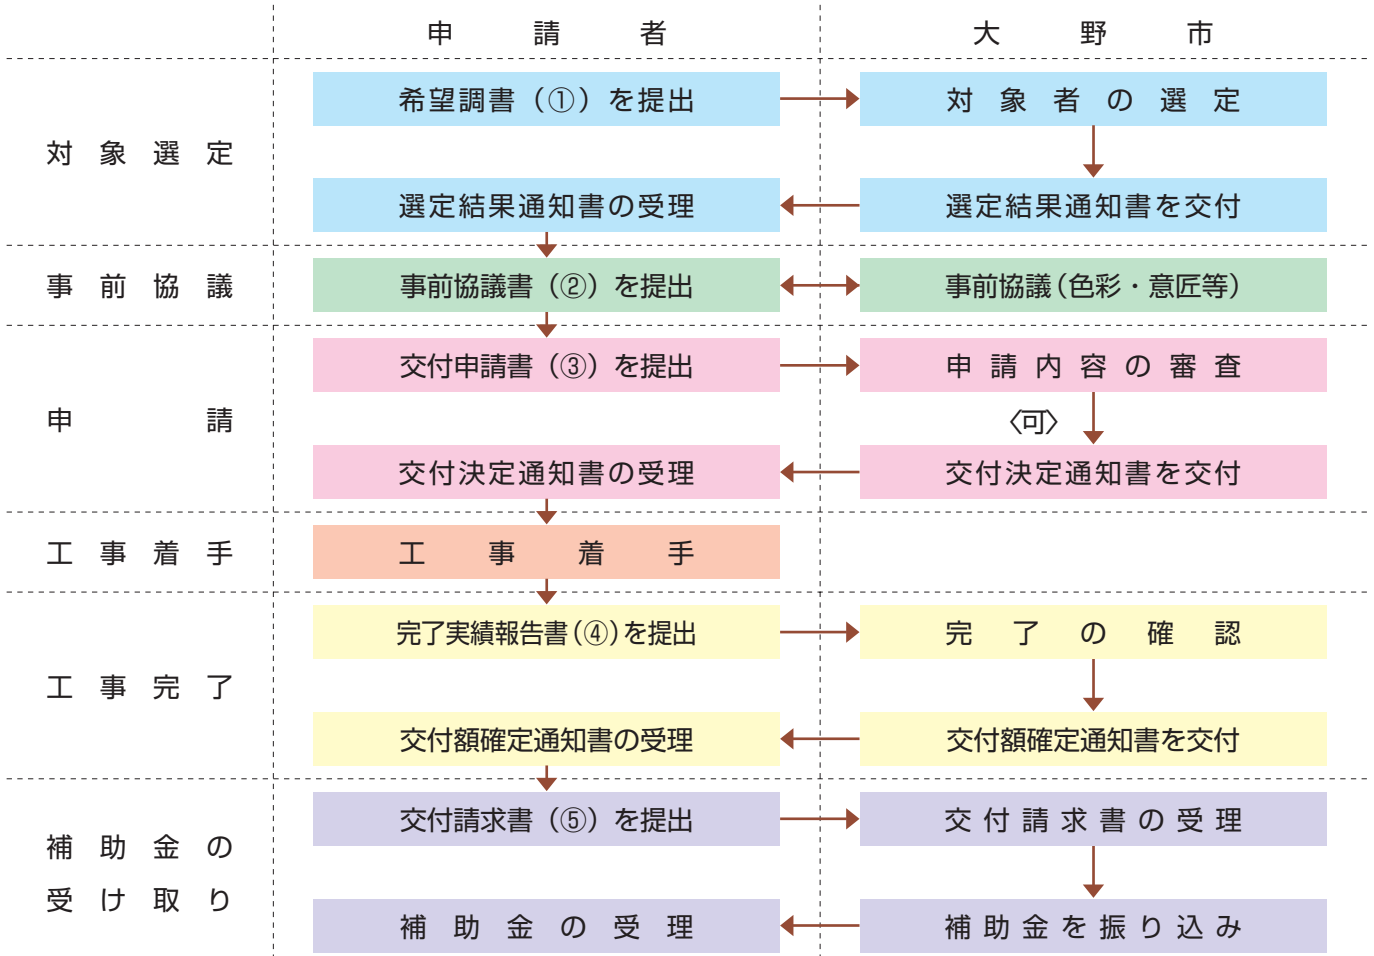 申請者
大野市
対象選定
希望調書（①）を提出
対象者の選定
選定結果通知書の受理
選定結果通知書を交付
事前協議
事前協議書（②）を提出
事前協議（色彩・意匠等）
申請
交付申請書（③）を提出
申請内容の審査
〈可〉
交付決定通知書の受理
交付決定通知書を交付
工事着手
工事着手
工事完了
完了実績報告書（④）を提出
完了の確認
交付額確定通知書の受理
交付額確定通知書を交付
補助金の
受け取り
交付請求書（⑤）を提出
交付請求書の受理
補助金の受理
補助金を振り込み